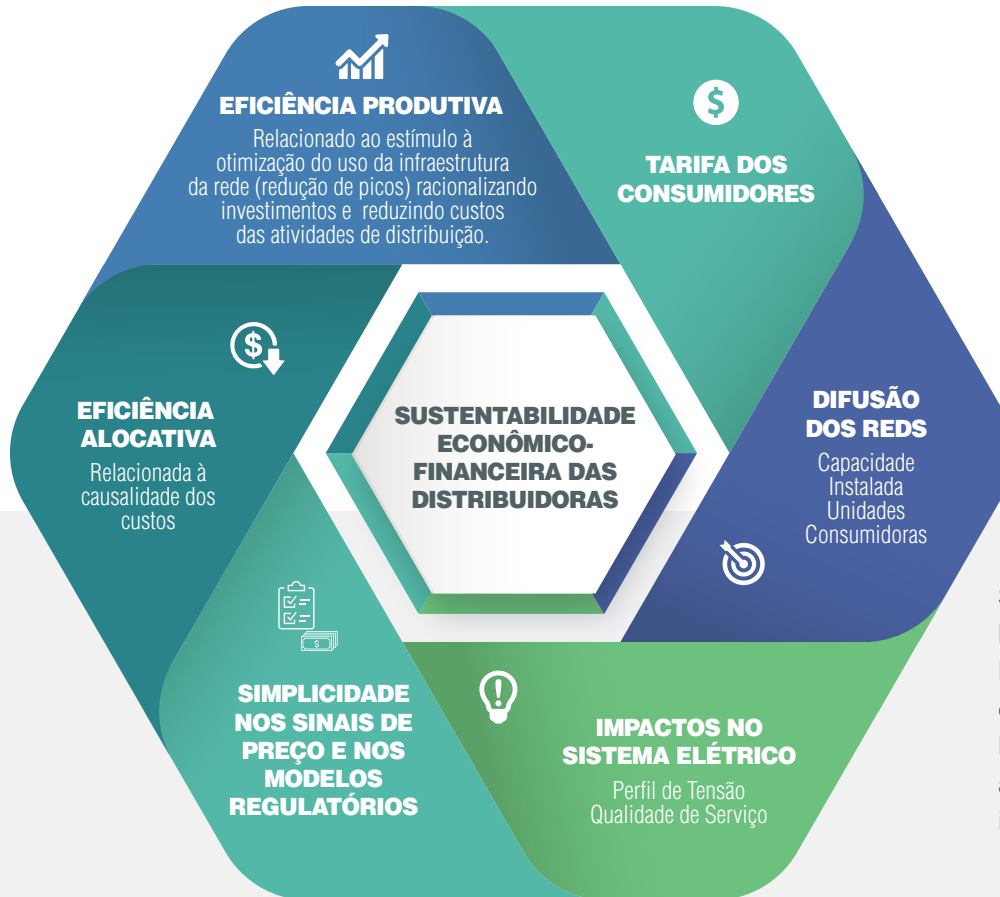 EFICIÊNCIA PRODUTIVA
Relacionado ao estímulo à
otimização do uso da infraestrutura
da rede (redução de picos) racionalizando
investimentos e reduzindo custos
das atividades de distribuição.
$
TARIFA DOS
CONSUMIDORES
DIFUSÃO
DOS REDS
Capacidade
Instalada
Unidades
Consumidoras
IMPACTOS NO
SISTEMA ELÉTRICO
Perfil de Tensão
Qualidade de Serviço
$
SIMPLICIDADE
NOS SINAIS DE
PREÇO E NOS
MODELOS
REGULATÓRIOS
$
EFICIÊNCIA
ALOCATIVA
Relacionada à
causalidade dos
custos
SUSTENTABILIDADE
ECONÔMICO-
FINANCEIRA DAS
DISTRIBUIDORAS